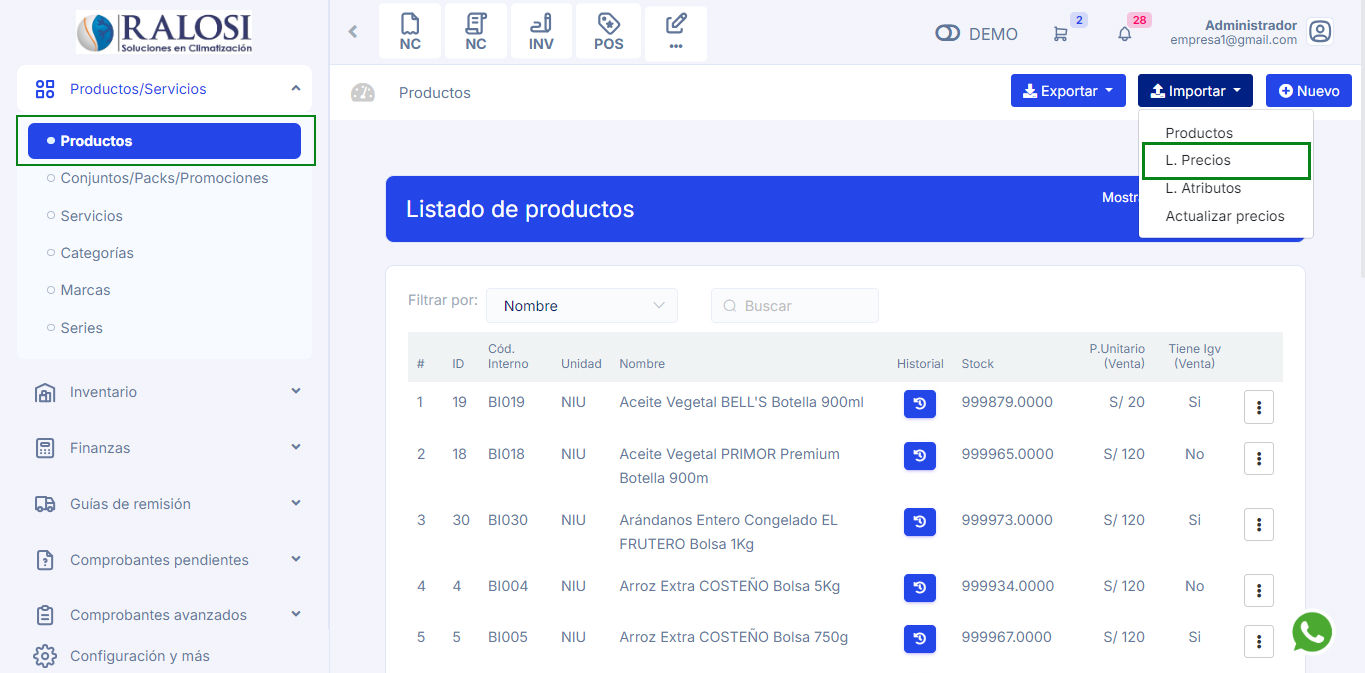 RALOSI
Soluciones en Climatización
NC
NC
INV
POS
...
DEMO
2
28
Administrador
empresa1@gmail.com
Productos/Servicios
Productos
Conjuntos/Packs/Promociones
Servicios
Categorías
Marcas
Series
Inventario
Finanzas
Guías de remisión
Comprobantes pendientes
Comprobantes avanzados
Configuración y más
Productos
Exportar
Importar
Nuevo
Productos
L. Precios
L. Atributos
Actualizar precios
Listado de productos
Filtrar por:
Nombre
Buscar
# ID Cód. Interno Unidad Nombre Historial Stock P.Unitario (Venta) Tiene Igv (Venta)
1 19 BI019 NIU Aceite Vegetal BELL'S Botella 900ml 999879.0000 S/ 20 Si
2 18 BI018 NIU Aceite Vegetal PRIMOR Premium 999965.0000 S/ 120 No
Botella 900m
3 30 BI030 NIU Arándanos Entero Congelado EL 999973.0000 S/ 120 Si
FRUTERO Bolsa 1Kg
4 4 BI004 NIU Arroz Extra COSTEÑO Bolsa 5Kg 999934.0000 S/ 120 No
5 5 BI005 NIU Arroz Extra COSTEÑO Bolsa 750g 999967.0000 S/ 120 Si